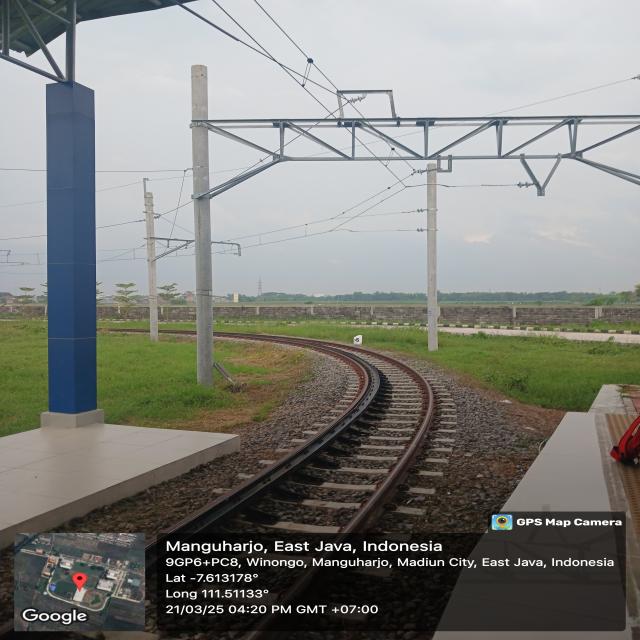 GPS Map Camera
Manguharjo, East Java, Indonesia
9GP6+PC8, Winongo, Manguharjo, Madiun City, East Java, Indonesia
Lat -7.613178°
Long 111.51133°
21/03/25 04:20 PM GMT +07:00
Google